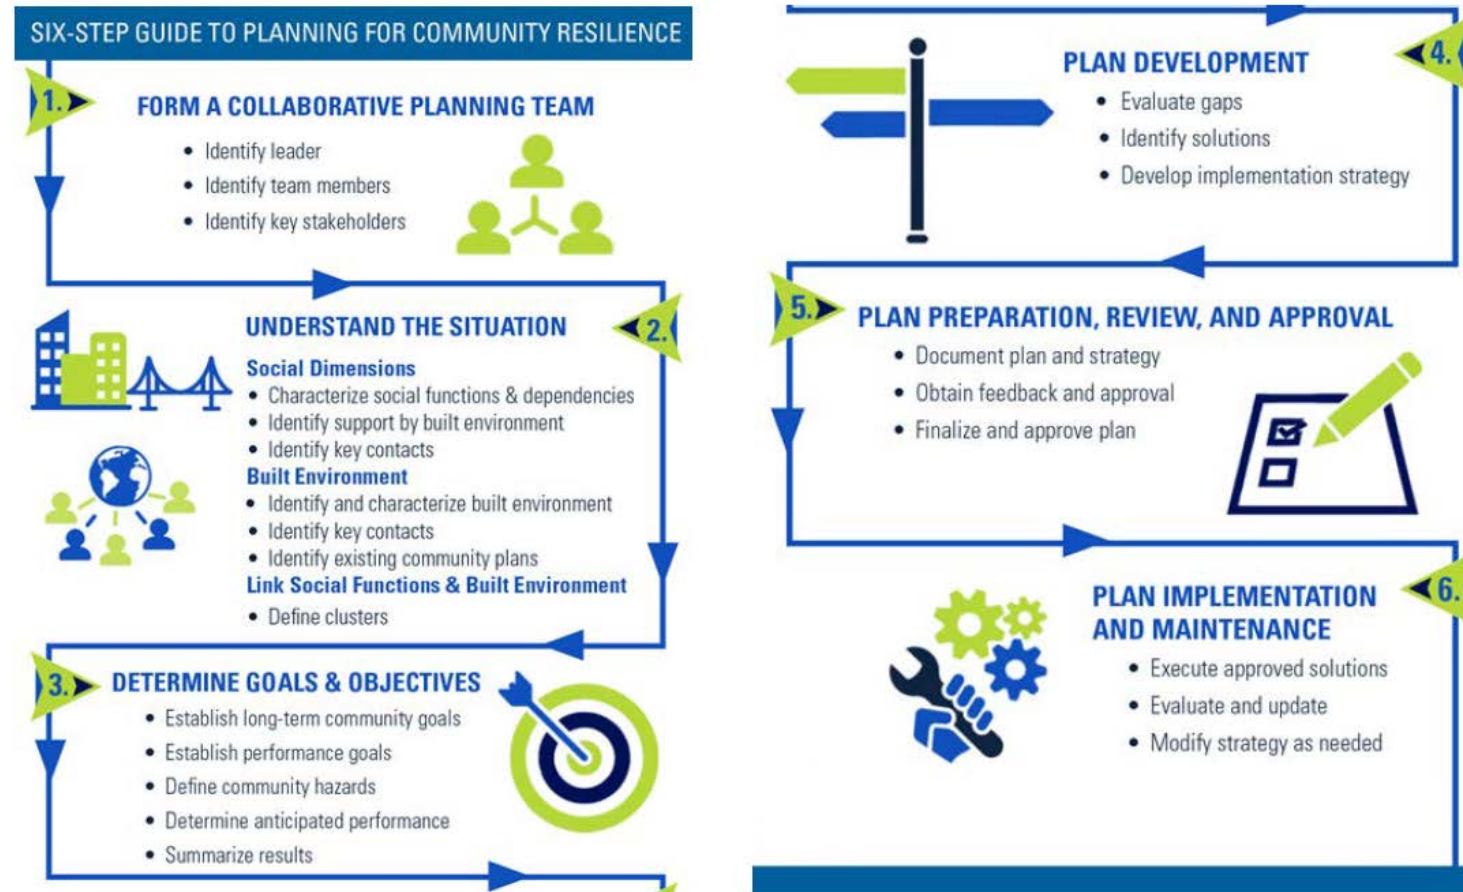 SIX-STEP GUIDE TO PLANNING FOR COMMUNITY RESILIENCE
1.
FORM A COLLABORATIVE PLANNING TEAM
• Identify leader
• Identify team members
• Identify key stakeholders
2.
UNDERSTAND THE SITUATION
Social Dimensions
• Characterize social functions & dependencies
• Identify support by built environment
• Identify key contacts
Built Environment
• Identify and characterize built environment
• Identify key contacts
• Identify existing community plans
Link Social Functions & Built Environment
• Define clusters
3.
DETERMINE GOALS & OBJECTIVES
• Establish long-term community goals
• Establish performance goals
• Define community hazards
• Determine anticipated performance
• Summarize results
4.
PLAN DEVELOPMENT
• Evaluate gaps
• Identify solutions
• Develop implementation strategy
5.
PLAN PREPARATION, REVIEW, AND APPROVAL
• Document plan and strategy
• Obtain feedback and approval
• Finalize and approve plan
6.
PLAN IMPLEMENTATION
AND MAINTENANCE
• Execute approved solutions
• Evaluate and update
• Modify strategy as needed